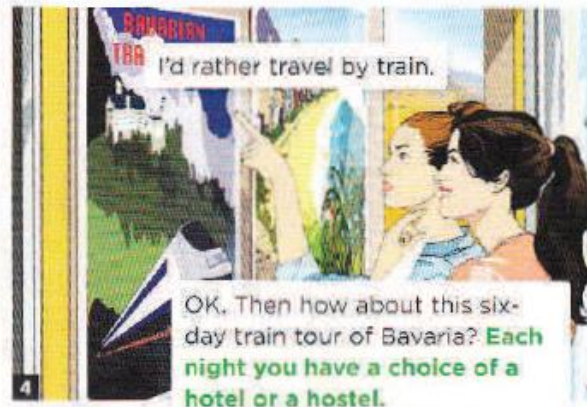 BAVARIAN
TRA
I'd rather travel by train.
OK. Then how about this six-
day train tour of Bavaria? Each
night you have a choice of a
hotel or a hostel.
4